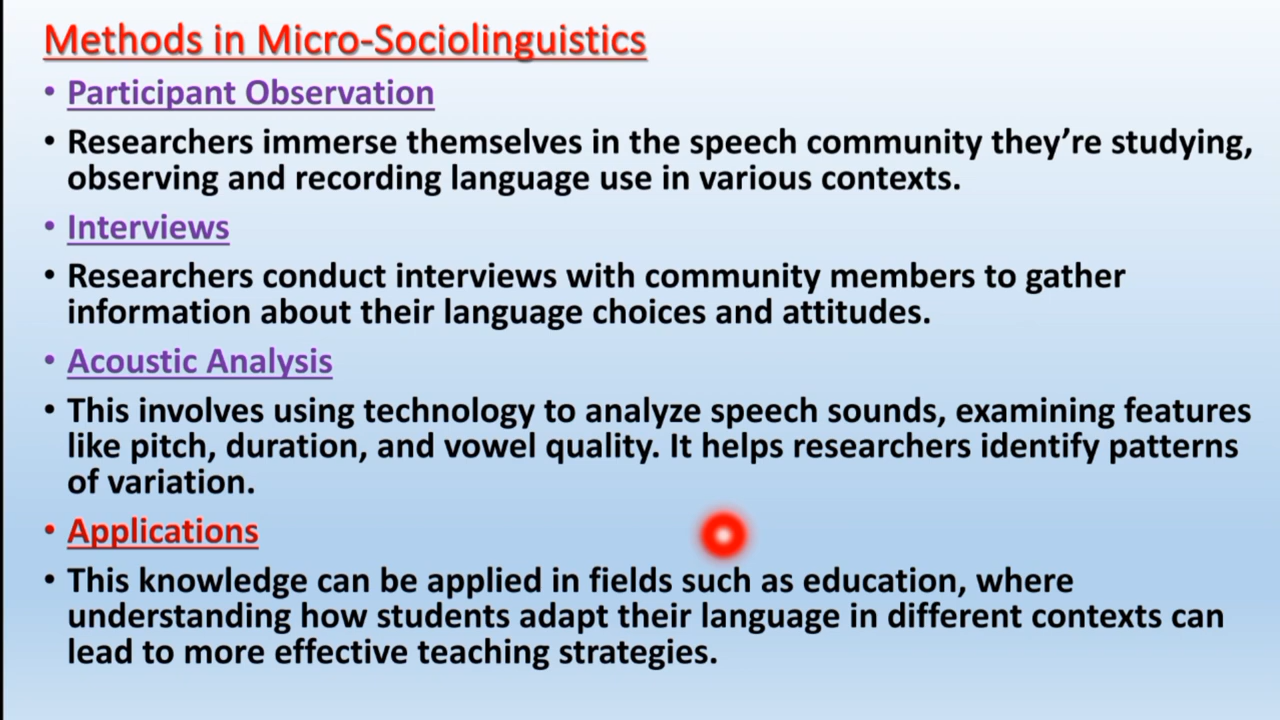 Methods in Micro-Sociolinguistics
• Participant Observation
• Researchers immerse themselves in the speech community they’re studying,
observing and recording language use in various contexts.
• Interviews
• Researchers conduct interviews with community members to gather
information about their language choices and attitudes.
• Acoustic Analysis
• This involves using technology to analyze speech sounds, examining features
like pitch, duration, and vowel quality. It helps researchers identify patterns
of variation.
• Applications
• This knowledge can be applied in fields such as education, where
understanding how students adapt their language in different contexts can
lead to more effective teaching strategies.